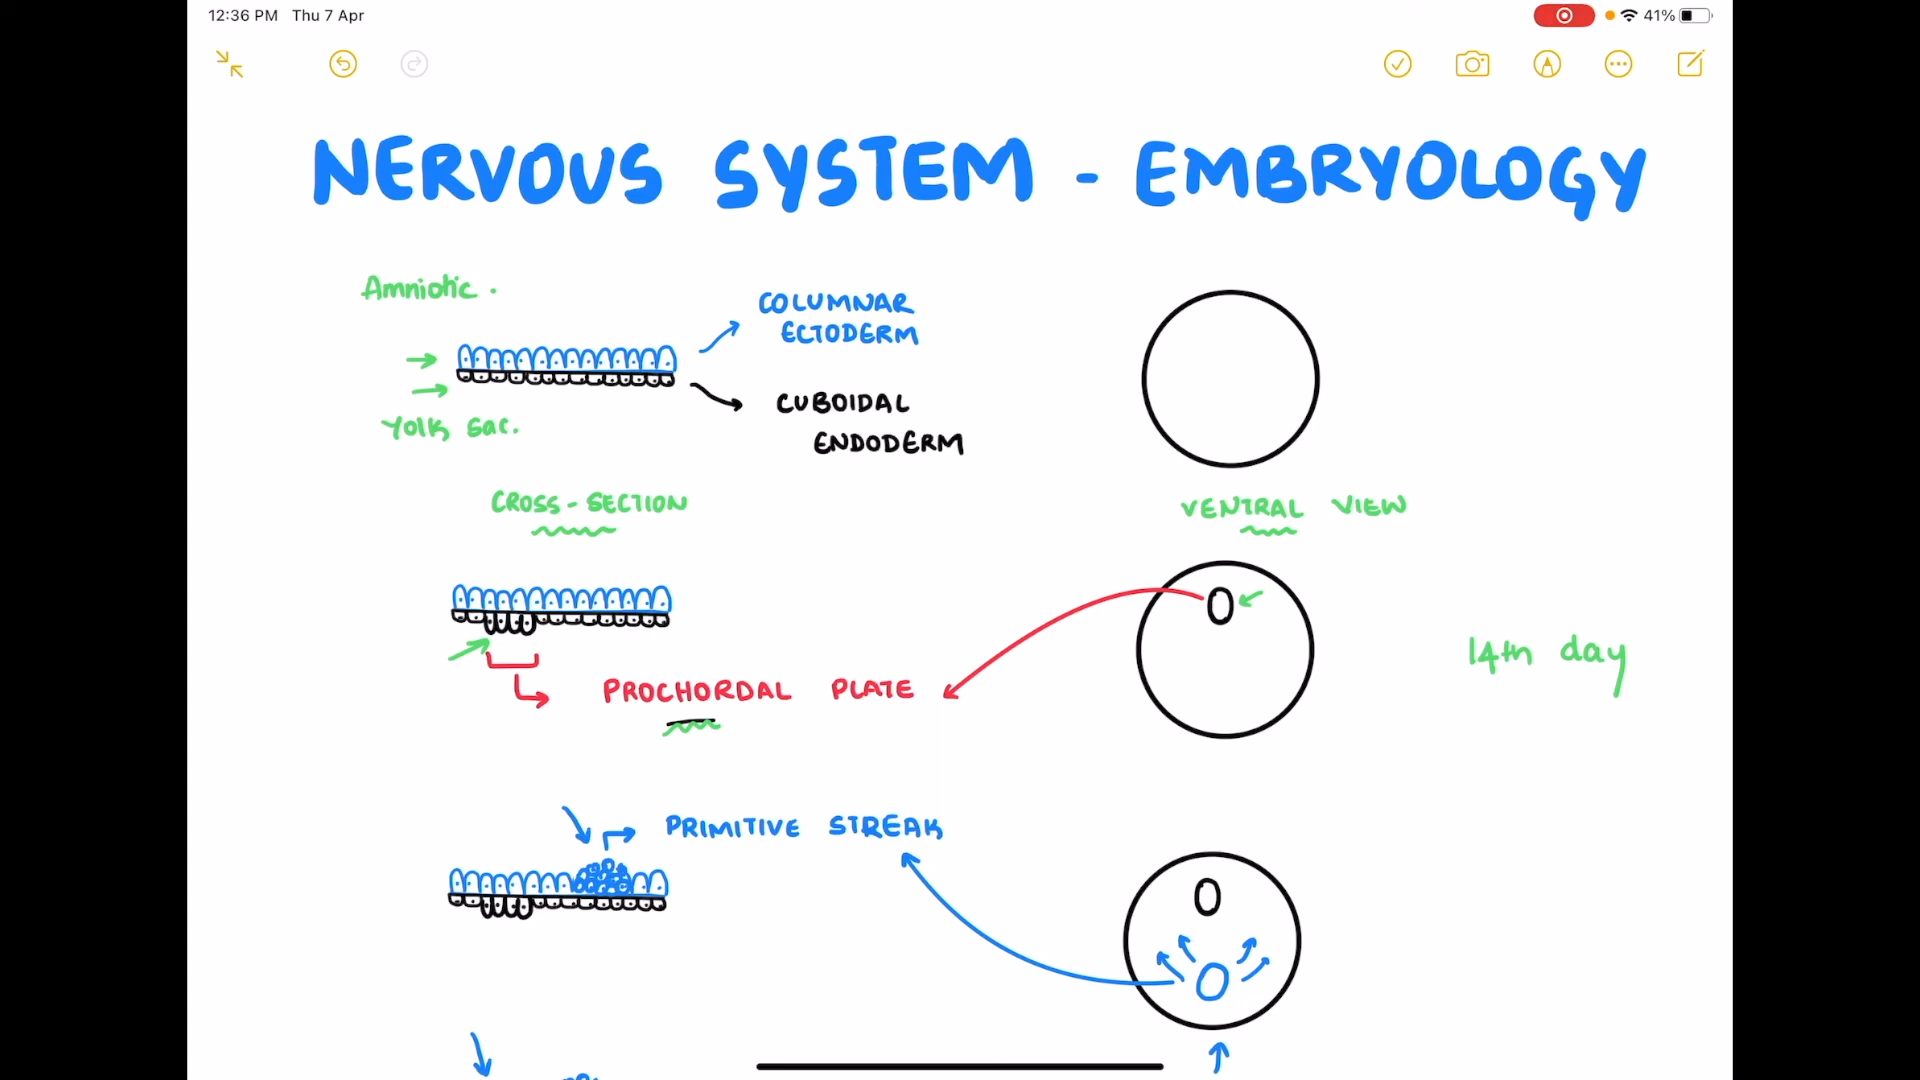 12:36 PM Thu 7 Apr
41%
NERVOUS SYSTEM - EMBRYOLOGY
Amniotic.
COLUMNAR
ECTODERM
CUBOIDAL
ENDODERM
Yolk sac.
CROSS-SECTION
VENTRAL VIEW
14th day
PROCHORDAL PLATE
PRIMITIVE STREAK